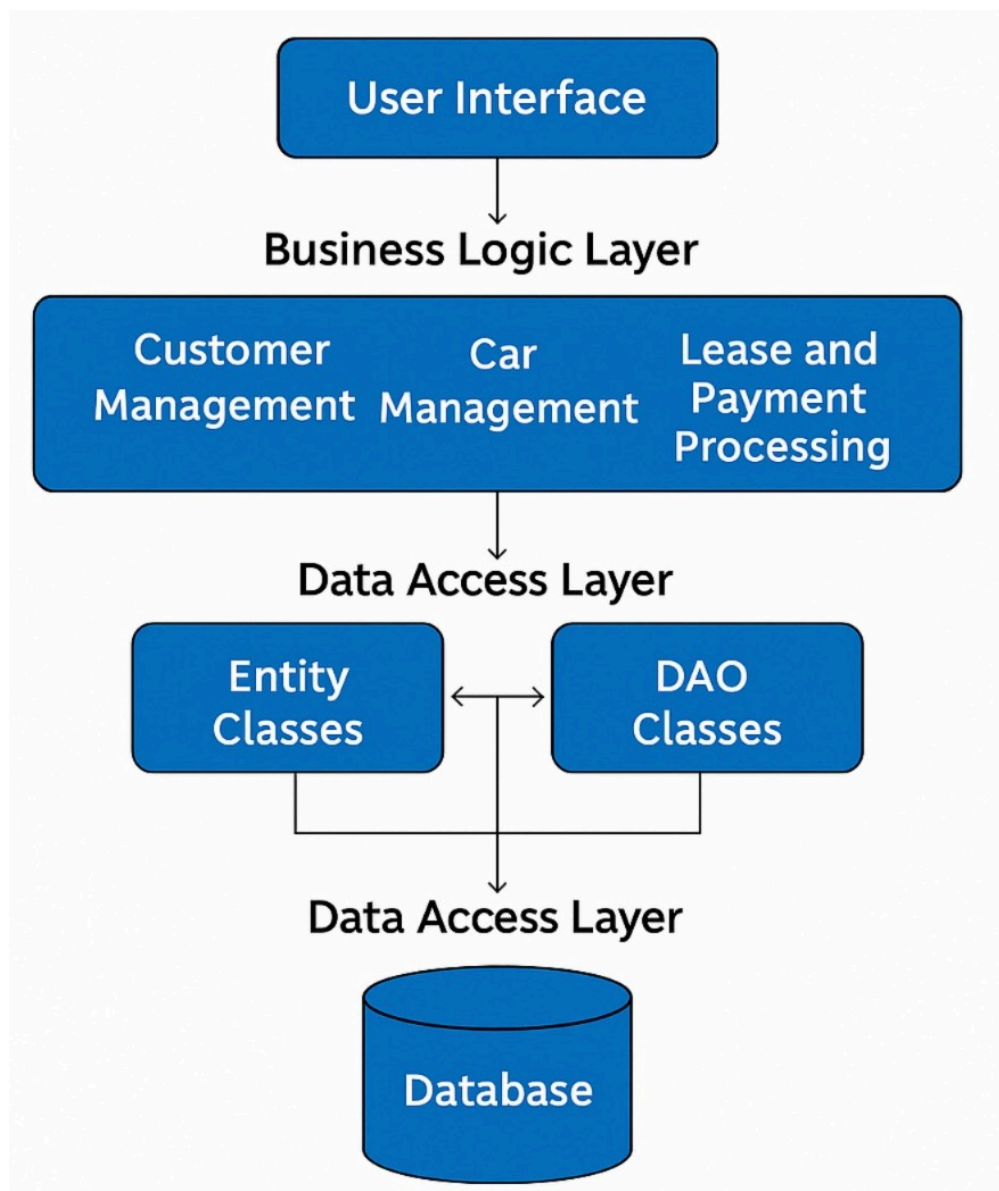 User Interface
Business Logic Layer
Customer
Management
Car
Management
Lease and
Payment
Processing
Data Access Layer
Entity
Classes
DAO
Classes
Data Access Layer
Database